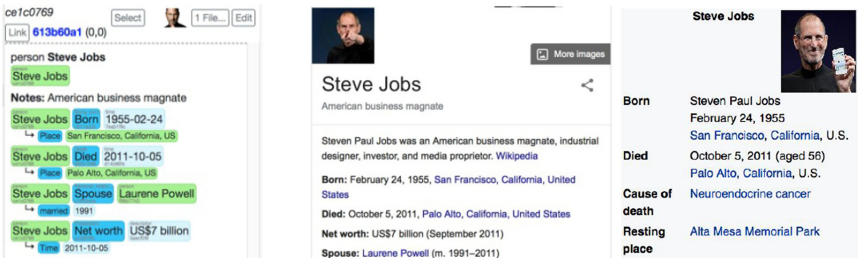 ce1c0769
Select
1 File...
Edit
Link 613b60a1 (0,0)
person Steve Jobs
Steve Jobs
Notes: American business magnate
Steve Jobs Born 1955-02-24
↳ Place San Francisco, California, US
Steve Jobs Died 2011-10-05
↳ Place Palo Alto, California, US
Steve Jobs Spouse Laurene Powell
↳ married 1991
Steve Jobs Net worth US$7 billion
↳ Time 2011-10-05
More images
Steve Jobs
American business magnate
Steven Paul Jobs was an American business magnate, industrial
designer, investor, and media proprietor. Wikipedia
Born: February 24, 1955, San Francisco, California, United
States
Died: October 5, 2011, Palo Alto, California, United States
Net worth: US$7 billion (September 2011)
Spouse: Laurene Powell (m. 1991–2011)
Steve Jobs
Born Steven Paul Jobs
February 24, 1955
San Francisco, California, U.S.
Died October 5, 2011 (aged 56)
Palo Alto, California, U.S.
Cause of Neuroendocrine cancer
death
Resting Alta Mesa Memorial Park
place